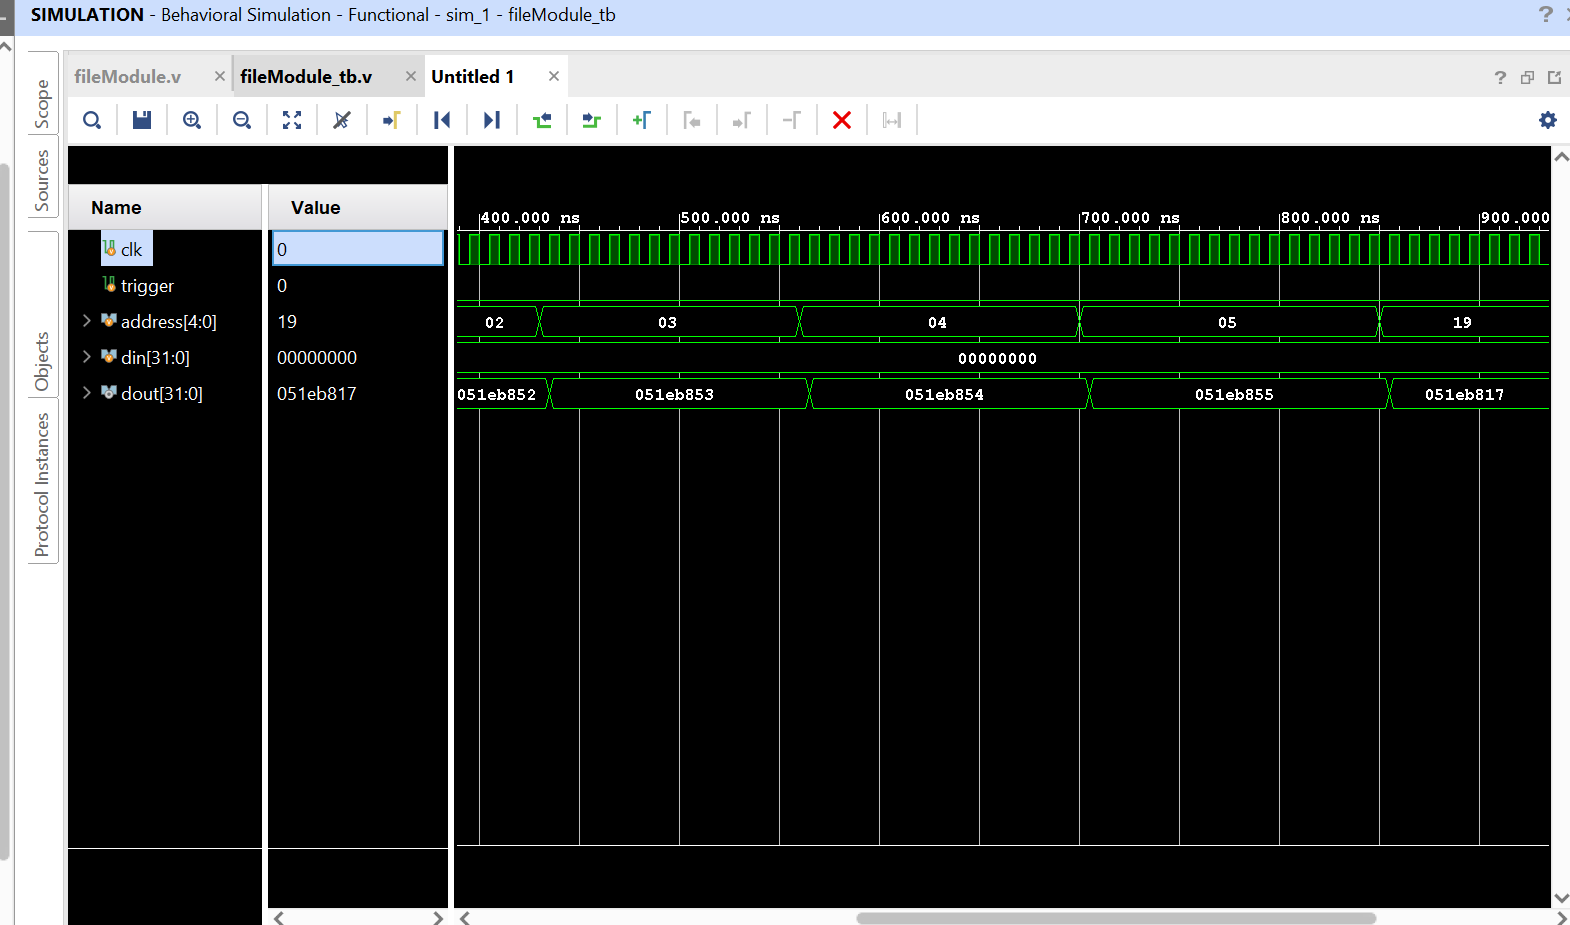 SIMULATION - Behavioral Simulation - Functional - sim_1 - fileModule_tb ?
Scope
Sources
Objects
Protocol Instances
fileModule.v × fileModule_tb.v × Untitled 1 × ?
Name Value
400.000 ns 500.000 ns 600.000 ns 700.000 ns 800.000 ns 900.000
clk 0
trigger 0
address[4:0] 19 02 03 04 05 19
din[31:0] 00000000 00000000
dout[31:0] 051eb817 051eb852 051eb853 051eb854 051eb855 051eb817